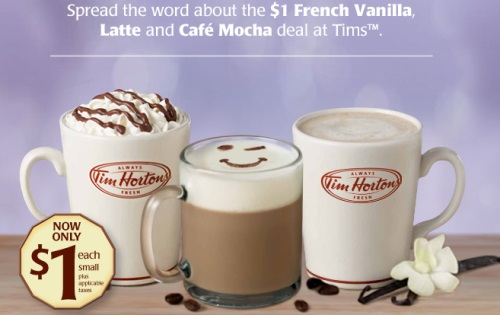 Spread the word about the $1 French Vanilla,
Latte and Café Mocha deal at Tims™.
ALWAYS
Tim Hortons
FRESH
ALWAYS
Tim Hortons
FRESH
NOW
ONLY
$1 each
small
plus
applicable
taxes